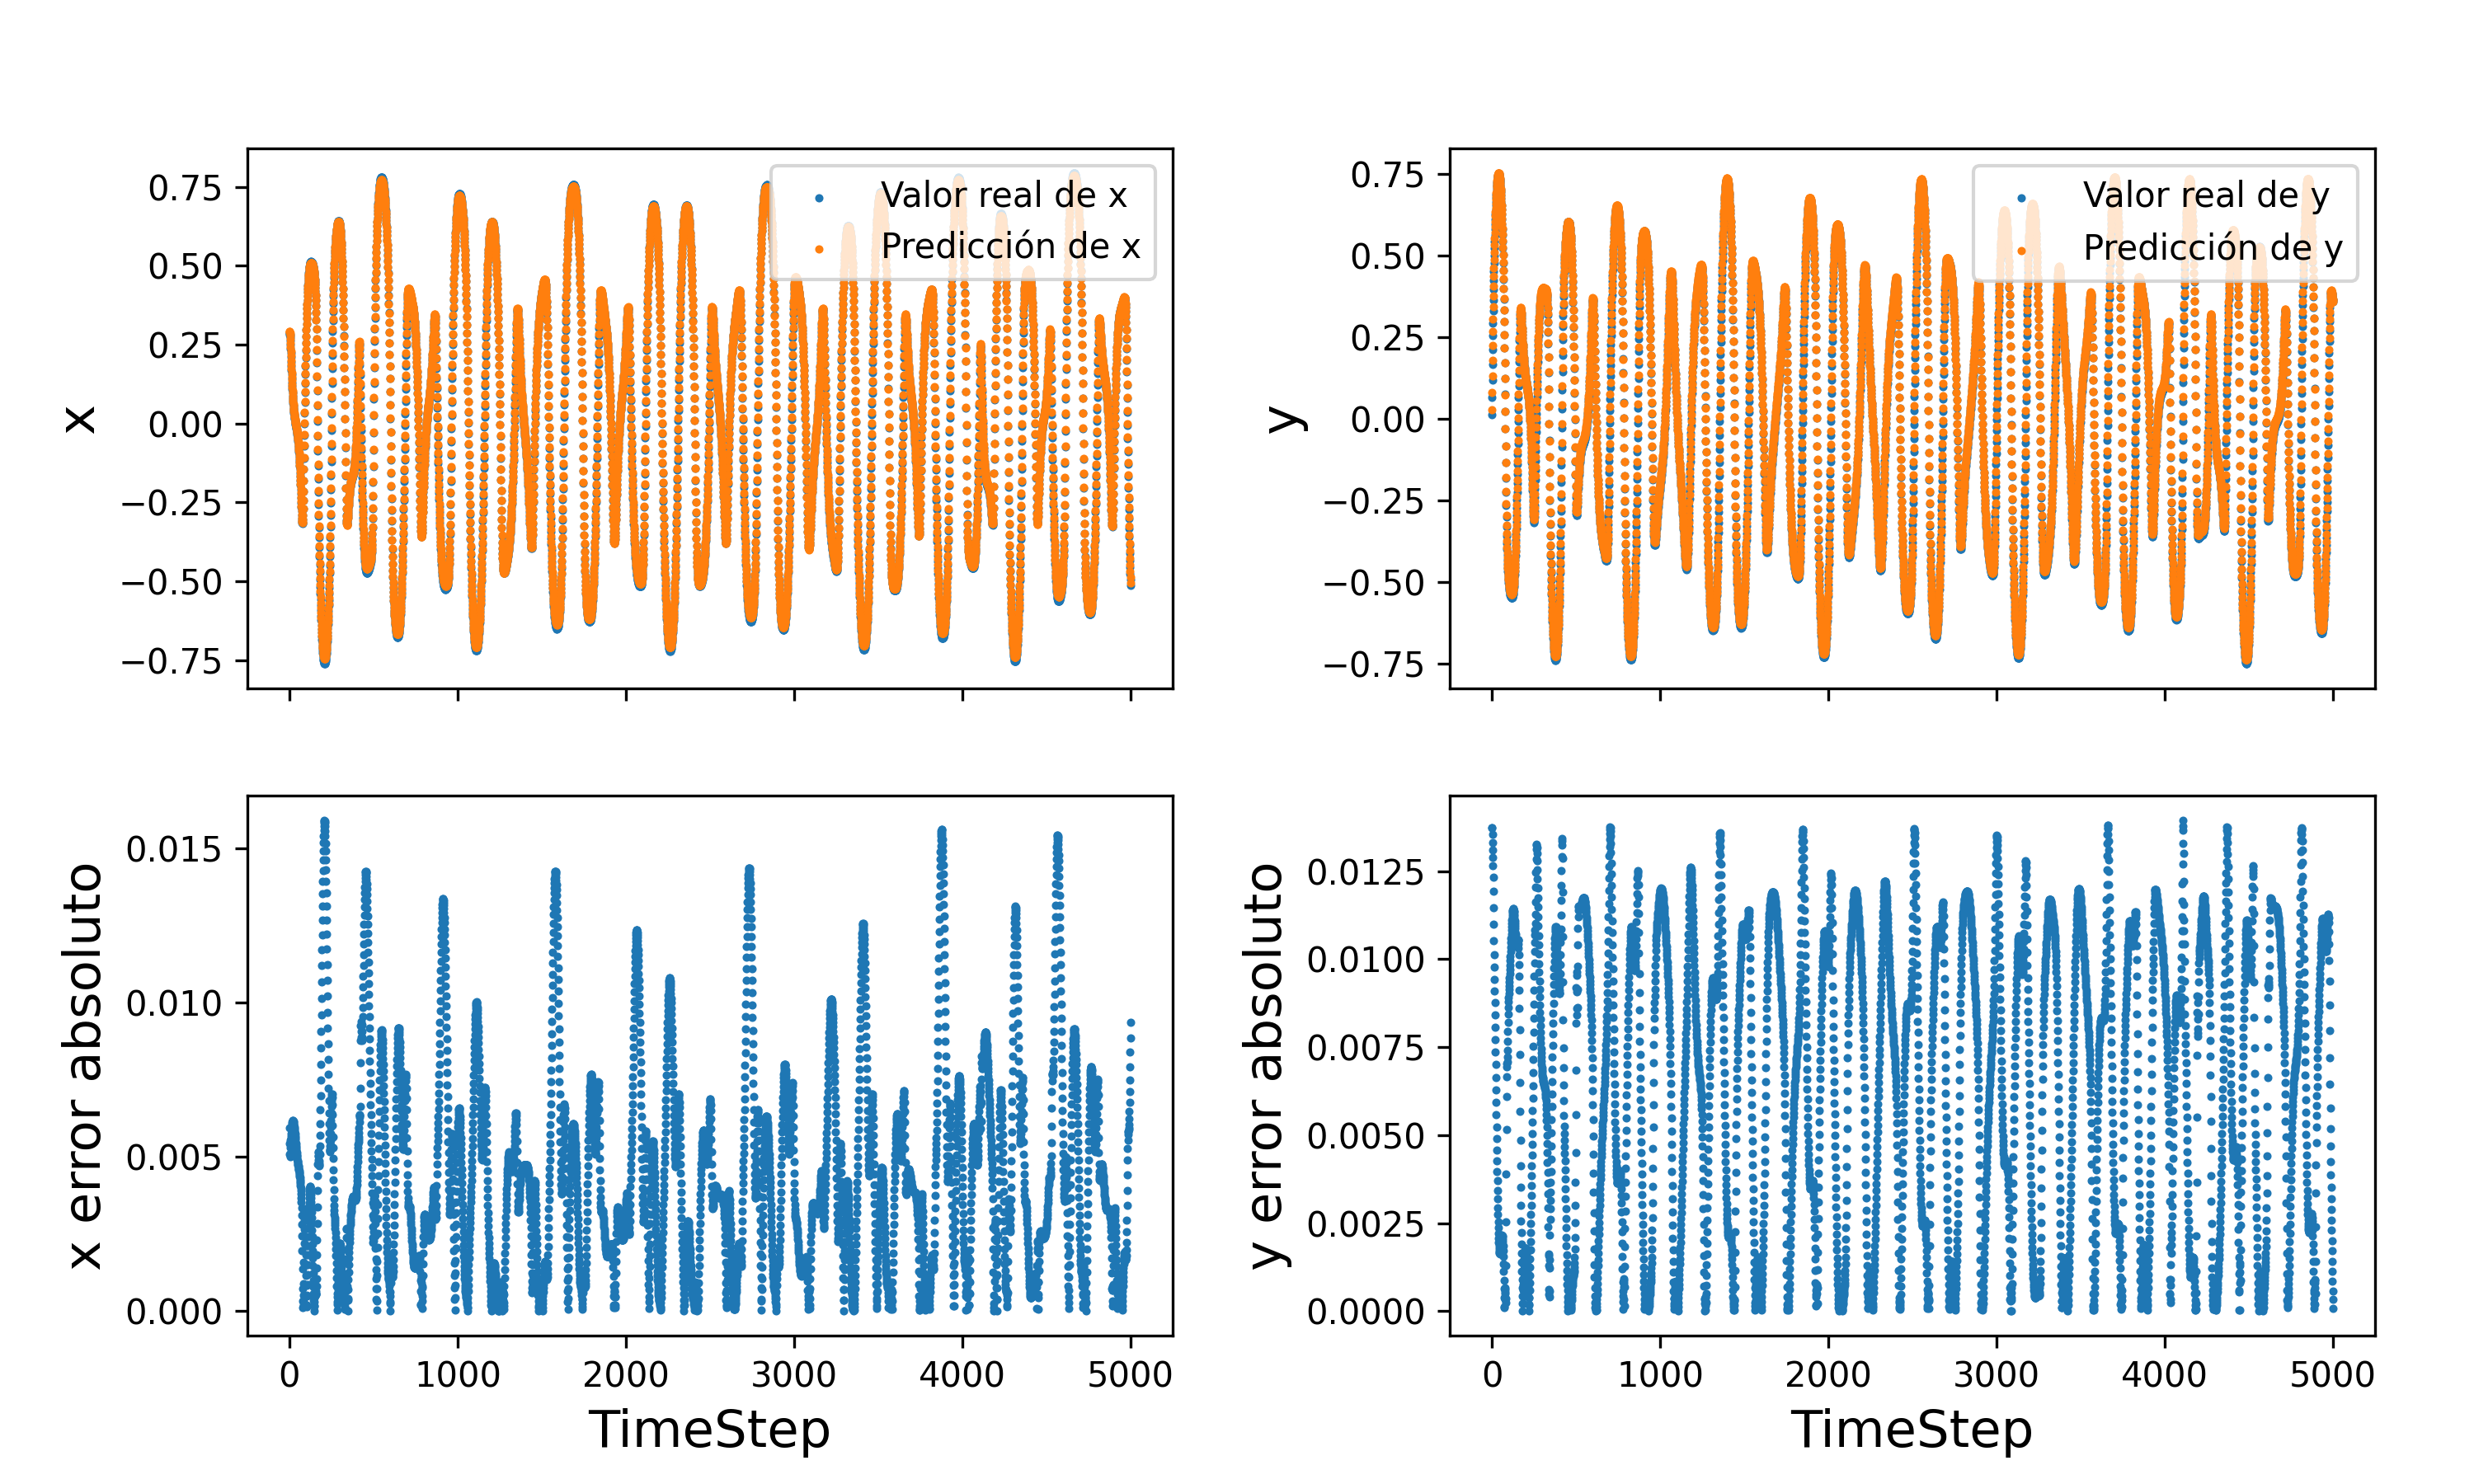 x
0.75
0.50
0.25
0.00
−0.25
−0.50
−0.75
Valor real de x
Predicción de x
y
0.75
0.50
0.25
0.00
−0.25
−0.50
−0.75
Valor real de y
Predicción de y
x error absoluto
0.015
0.010
0.005
0.000
0 1000 2000 3000 4000 5000
TimeStep
y error absoluto
0.0125
0.0100
0.0075
0.0050
0.0025
0.0000
0 1000 2000 3000 4000 5000
TimeStep